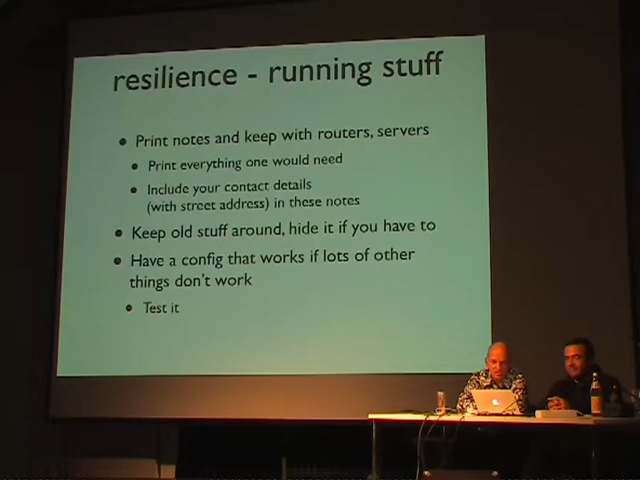 resilience - running stuff
• Print notes and keep with routers, servers
• Print everything one would need
• Include your contact details
(with street address) in these notes
• Keep old stuff around, hide it if you have to
• Have a config that works if lots of other
things don't work
• Test it